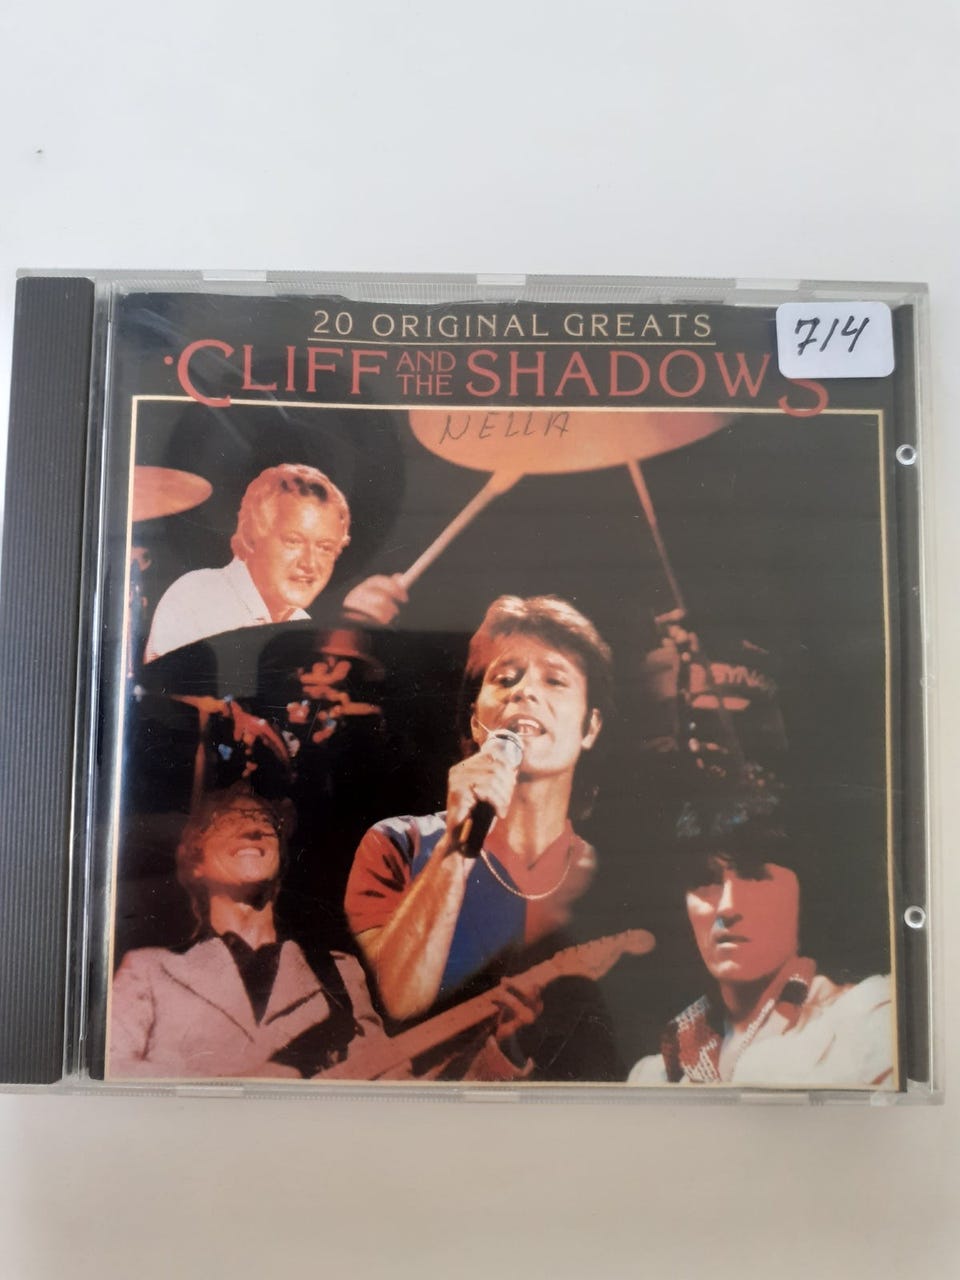 20 ORIGINAL GREATS
CLIFF AND THE SHADOWS
714
NELLA